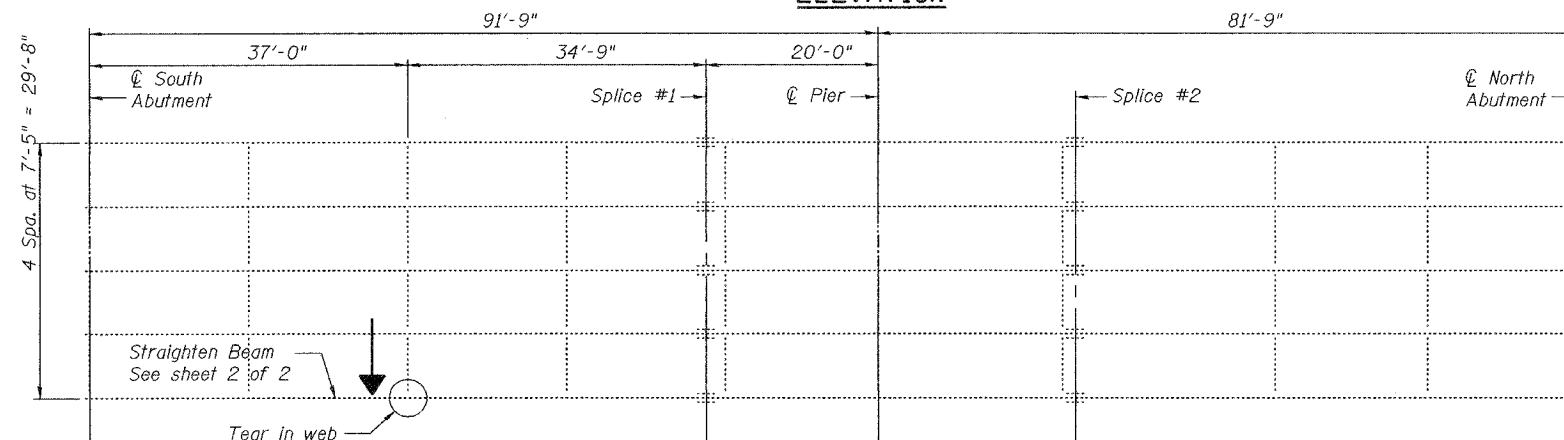 ELEVATION
91'-9"
81'-9"
37'-0"
34'-9"
20'-0"
℄ South
Abutment
Splice #1
℄ Pier
Splice #2
℄ North
Abutment
4 Spa. at 7'-5" = 29'-8"
Straighten Beam
See sheet 2 of 2
Tear in web